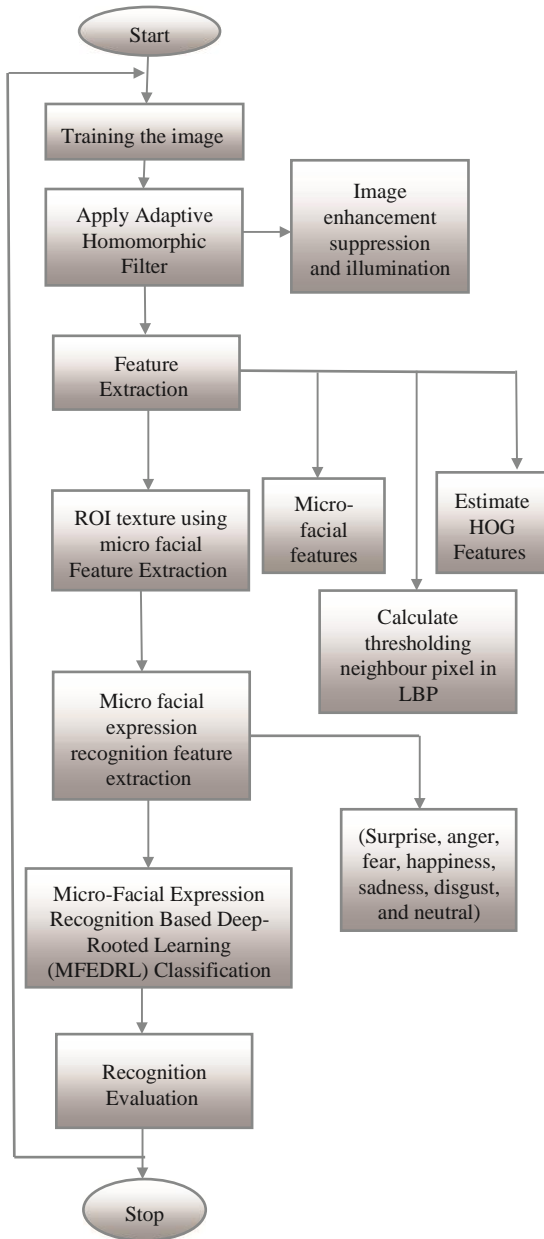 Start
Training the image
Apply Adaptive
Homomorphic
Filter
Image
enhancement
suppression
and illumination
Feature
Extraction
ROI texture using
micro facial
Feature Extraction
Micro-
facial
features
Estimate
HOG
Features
Calculate
thresholding
neighbour pixel in
LBP
Micro facial
expression
recognition feature
extraction
(Surprise, anger,
fear, happiness,
sadness, disgust,
and neutral)
Micro-Facial Expression
Recognition Based Deep-
Rooted Learning
(MFEDRL) Classification
Recognition
Evaluation
Stop